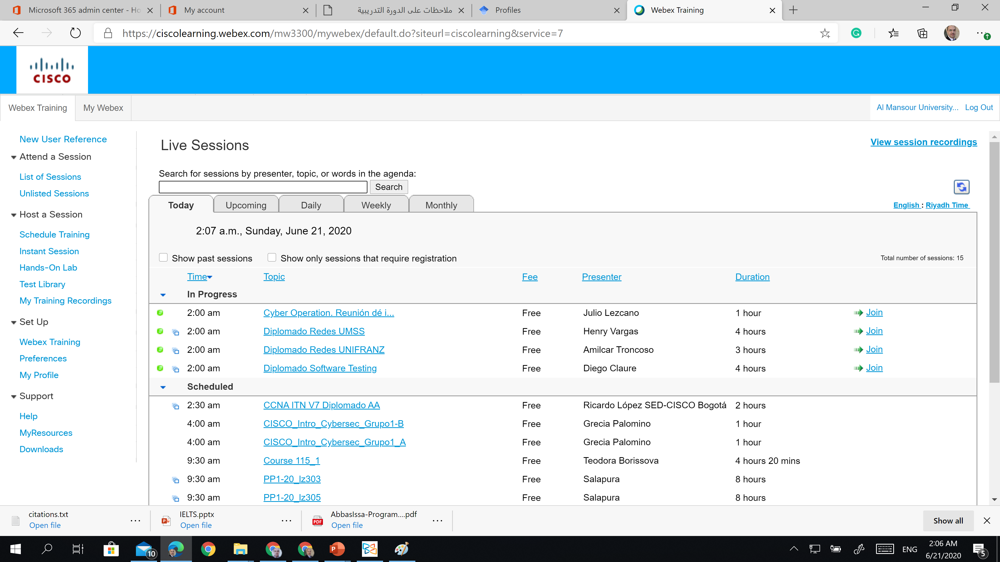 Microsoft 365 admin center - Ho
My account
ملاحظات على الدورة التدريبية
Profiles
Webex Training
https://ciscolearning.webex.com/mw3300/mywebex/default.do?siteurl=ciscolearning&service=7
CISCO
Webex Training
My Webex
Al Mansour University...
Log Out
New User Reference
Attend a Session
List of Sessions
Unlisted Sessions
Host a Session
Schedule Training
Instant Session
Hands-On Lab
Test Library
My Training Recordings
Set Up
Webex Training
Preferences
My Profile
Support
Help
MyResources
Downloads
Live Sessions
View session recordings
Search for sessions by presenter, topic, or words in the agenda:
Search
Today Upcoming Daily Weekly Monthly
English : Riyadh Time
2:07 a.m., Sunday, June 21, 2020
Show past sessions Show only sessions that require registration Total number of sessions: 15
Time Topic Fee Presenter Duration
In Progress
2:00 am Cyber Operation. Reunión dé i... Free Julio Lezcano 1 hour Join
2:00 am Diplomado Redes UMSS Free Henry Vargas 4 hours Join
2:00 am Diplomado Redes UNIFRANZ Free Amilcar Troncoso 3 hours Join
2:00 am Diplomado Software Testing Free Diego Claure 4 hours Join
Scheduled
2:30 am CCNA ITN V7 Diplomado AA Free Ricardo López SED-CISCO Bogotá 2 hours
4:00 am CISCO_Intro_Cybersec_Grupo1-B Free Grecia Palomino 1 hour
4:00 am CISCO_Intro_Cybersec_Grupo1_A Free Grecia Palomino 1 hour
9:30 am Course 115_1 Free Teodora Borissova 4 hours 20 mins
9:30 am PP1-20_Iz303 Free Salapura 8 hours
9:30 am PP1-20_Iz305 Free Salapura 8 hours
citations.txt
Open file
IELTS.pptx
Open file
AbbasIssa-Program....pdf
Open file
Show all
10
ENG
2:06 AM
6/21/2020
5